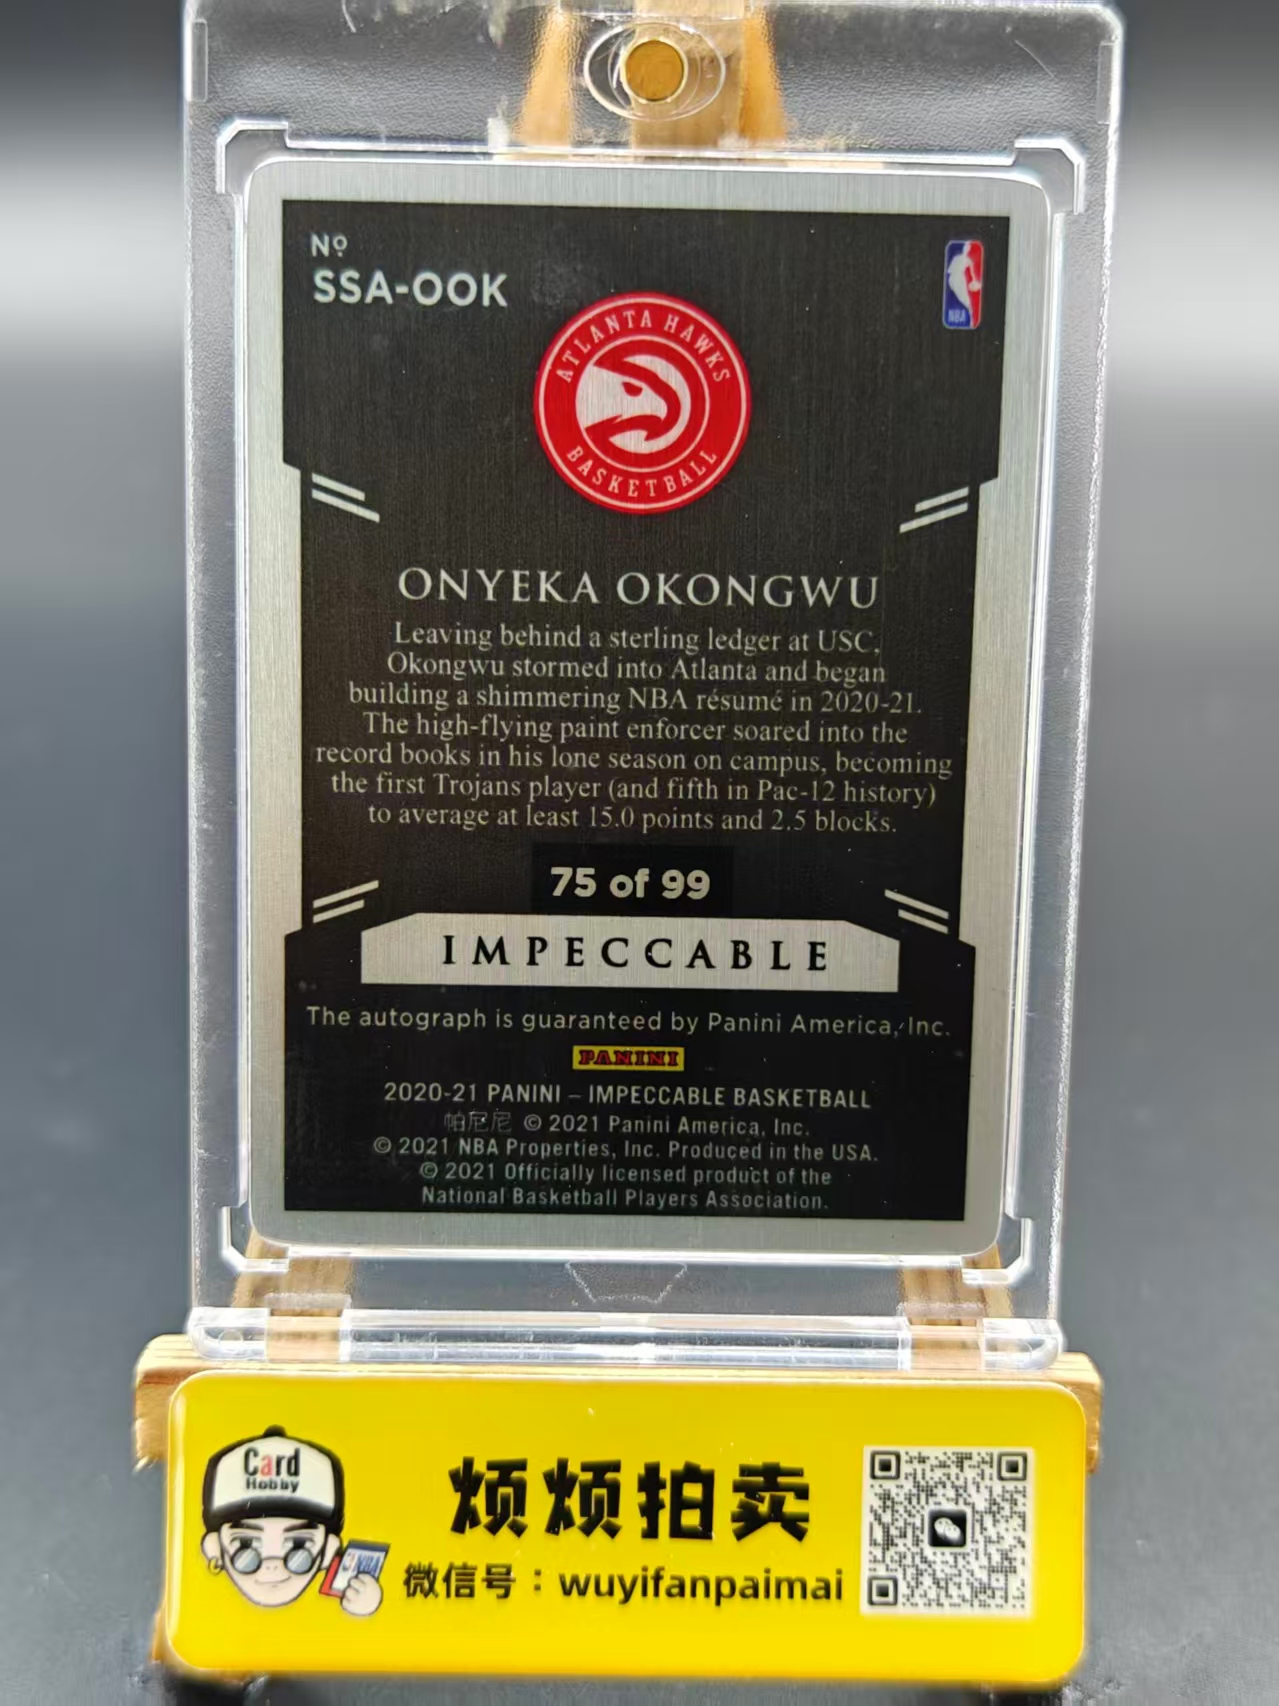 Nº
SSA-OOK
NBA
ATLANTA HAWKS
BASKETBALL
ONYEKA OKONGWU
Leaving behind a sterling ledger at USC,
Okongwu stormed into Atlanta and began
building a shimmering NBA résumé in 2020-21.
The high-flying paint enforcer soared into the
record books in his lone season on campus, becoming
the first Trojans player (and fifth in Pac-12 history)
to average at least 15.0 points and 2.5 blocks.
75 of 99
IMPECCABLE
The autograph is guaranteed by Panini America, Inc.
PANINI
2020-21 PANINI – IMPECCABLE BASKETBALL
帕尼尼 © 2021 Panini America, Inc.
© 2021 NBA Properties, Inc. Produced in the USA.
© 2021 Officially licensed product of the
National Basketball Players Association.
Card
Hobby
NBA
烦烦拍卖
微信号：wuyifanpaimai